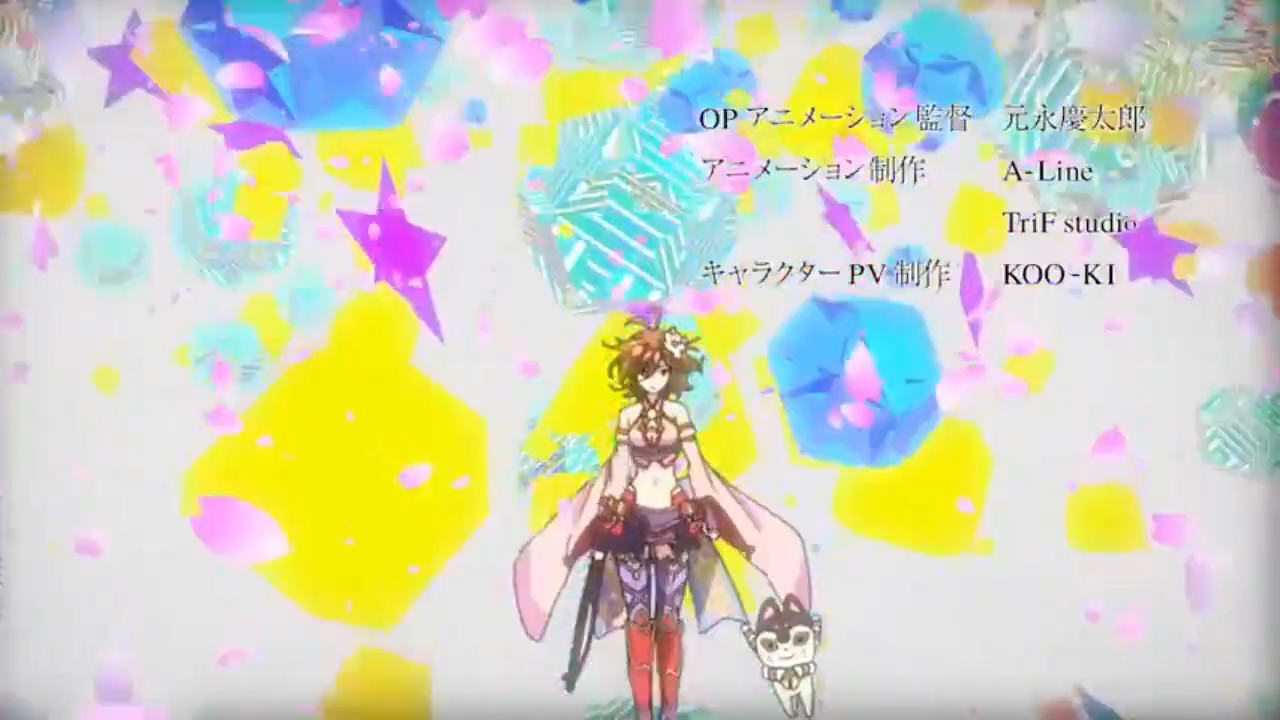 OP アニメーション監督 元永慶太郎
アニメーション制作 A-Line
TriF studio
キャラクター PV 制作 KOO-KI